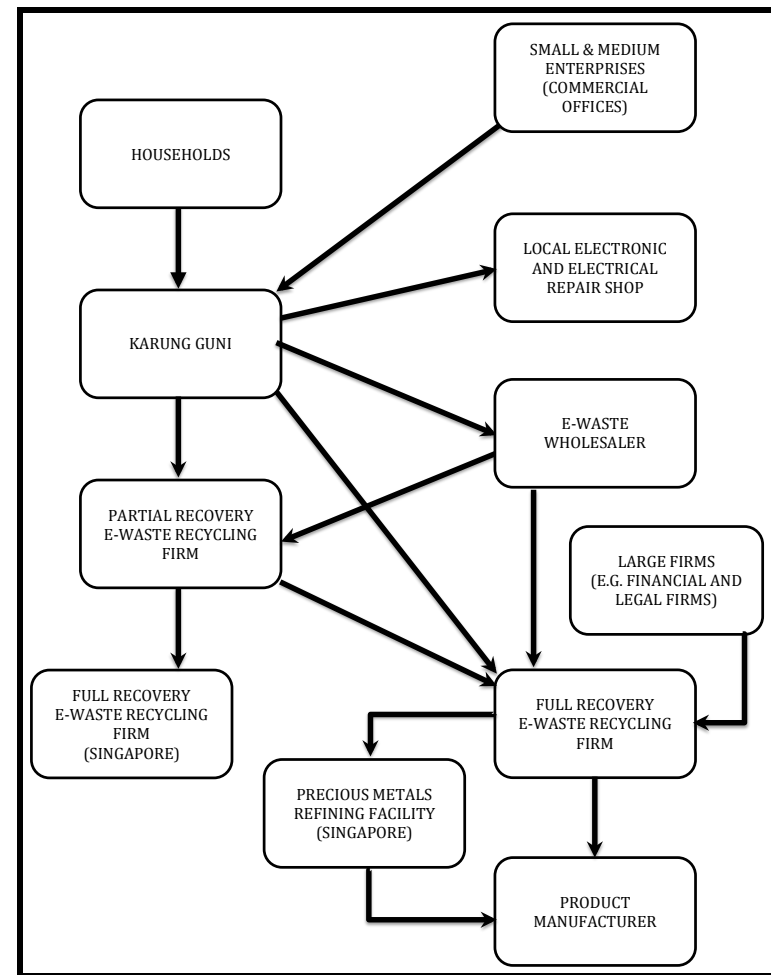 SMALL & MEDIUM
ENTERPRISES
(COMMERCIAL
OFFICES)
HOUSEHOLDS
LOCAL ELECTRONIC
AND ELECTRICAL
REPAIR SHOP
KARUNG GUNI
E-WASTE
WHOLESALER
PARTIAL RECOVERY
E-WASTE RECYCLING
FIRM
LARGE FIRMS
(E.G. FINANCIAL AND
LEGAL FIRMS)
FULL RECOVERY
E-WASTE RECYCLING
FIRM
(SINGAPORE)
FULL RECOVERY
E-WASTE RECYCLING
FIRM
PRECIOUS METALS
REFINING FACILITY
(SINGAPORE)
PRODUCT
MANUFACTURER